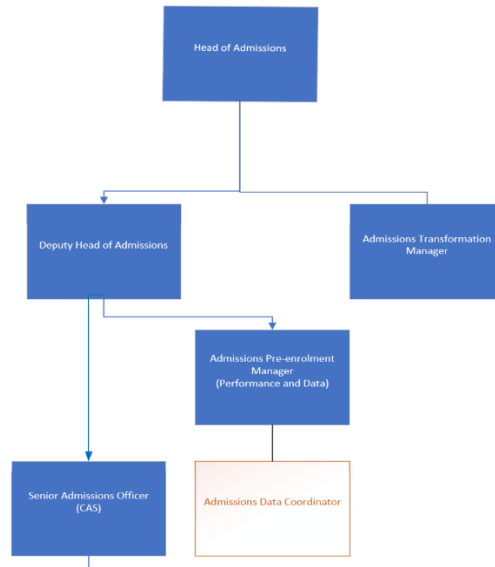 Head of Admissions
Deputy Head of Admissions
Admissions Transformation
Manager
Admissions Pre-enrolment
Manager
(Performance and Data)
Senior Admissions Officer
(CAS)
Admissions Data Coordinator